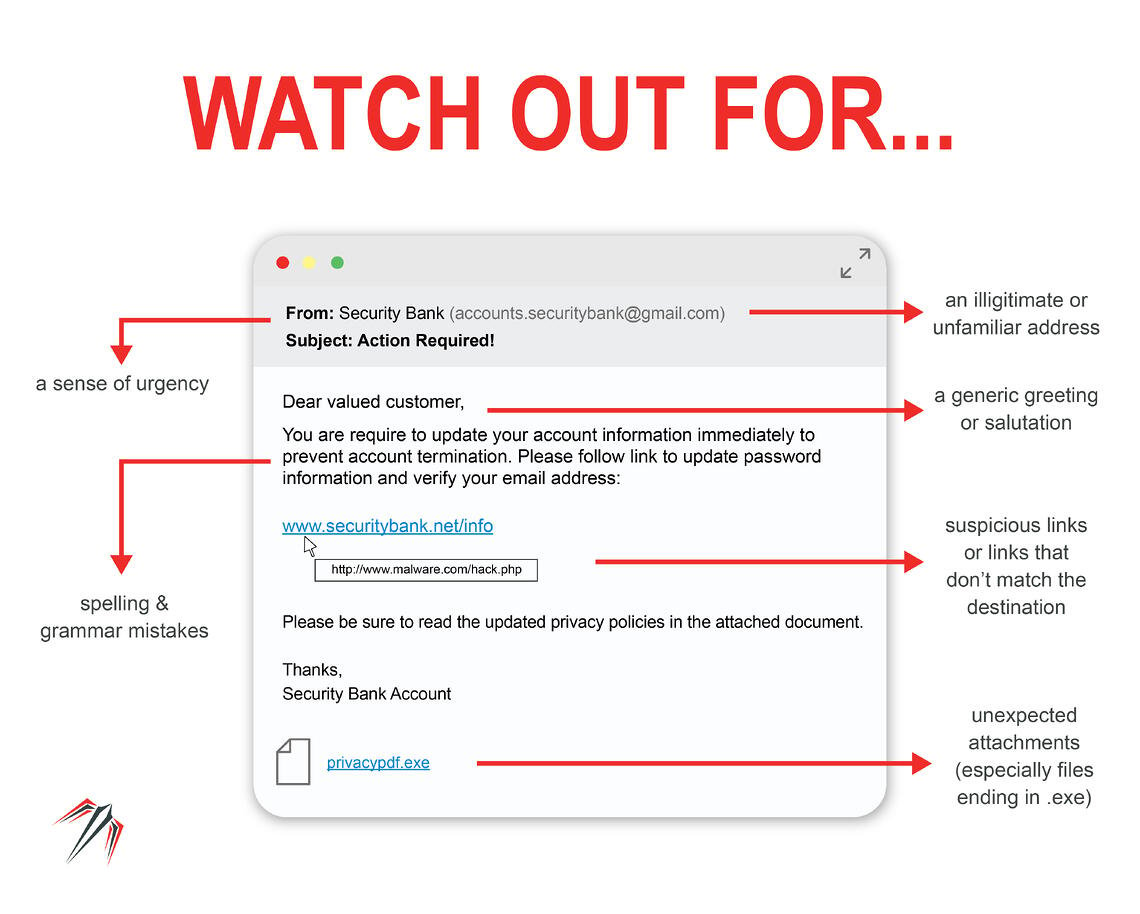 WATCH OUT FOR...
From: Security Bank (accounts.securitybank@gmail.com)
Subject: Action Required!
an illigitimate or
unfamiliar address
a sense of urgency
Dear valued customer,
a generic greeting
or salutation
You are require to update your account information immediately to
prevent account termination. Please follow link to update password
information and verify your email address:
www.securitybank.net/info
http://www.malware.com/hack.php
suspicious links
or links that
don't match the
destination
spelling &
grammar mistakes
Please be sure to read the updated privacy policies in the attached document.
Thanks,
Security Bank Account
privacypdf.exe
unexpected
attachments
(especially files
ending in .exe)